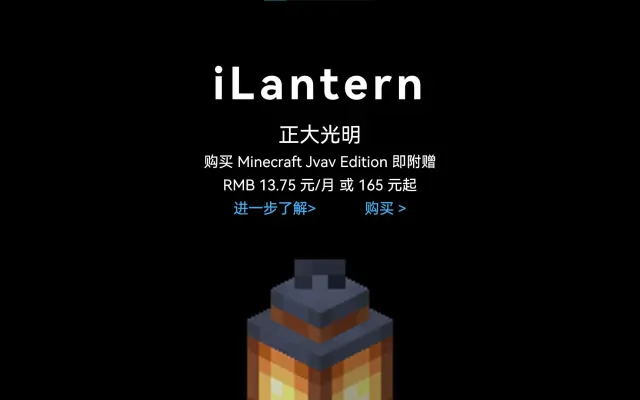 iLantern
正大光明
购买 Minecraft Jvav Edition 即附赠
RMB 13.75 元/月 或 165 元起
进一步了解> 购买 >